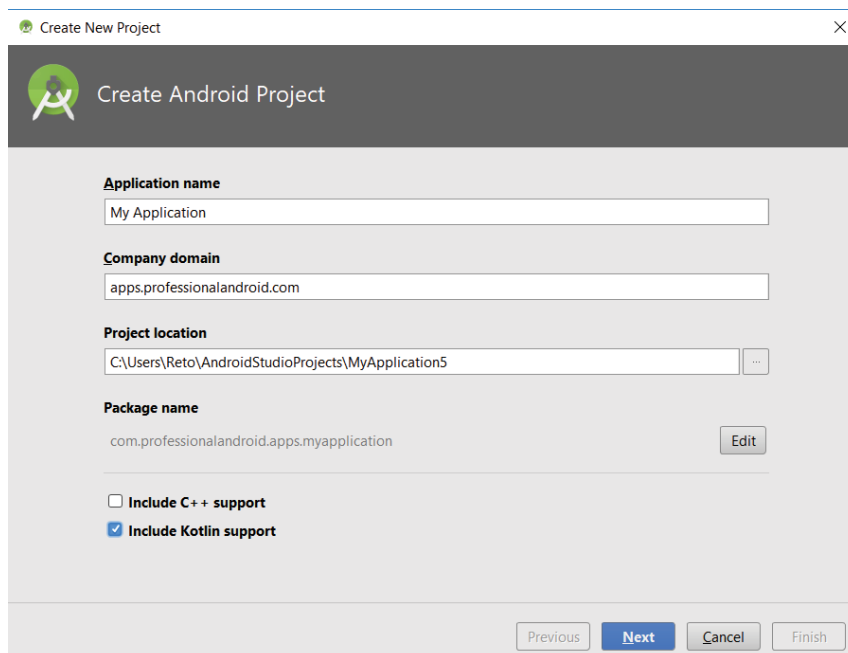 Create New Project
Create Android Project
Application name
My Application
Company domain
apps.professionalandroid.com
Project location
C:\Users\Reto\AndroidStudioProjects\MyApplication5
...
Package name
com.professionalandroid.apps.myapplication
Edit
Include C++ support
Include Kotlin support
Previous Next Cancel Finish